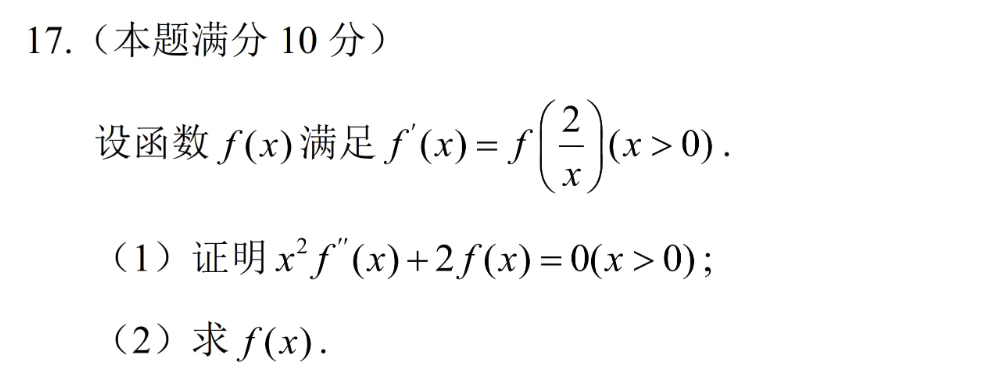 17.（本题满分 10 分）
设函数 f(x) 满足 f′(x) = f(2/x)(x > 0).
（1）证明 x²f″(x) + 2f(x) = 0(x > 0);
（2）求 f(x).